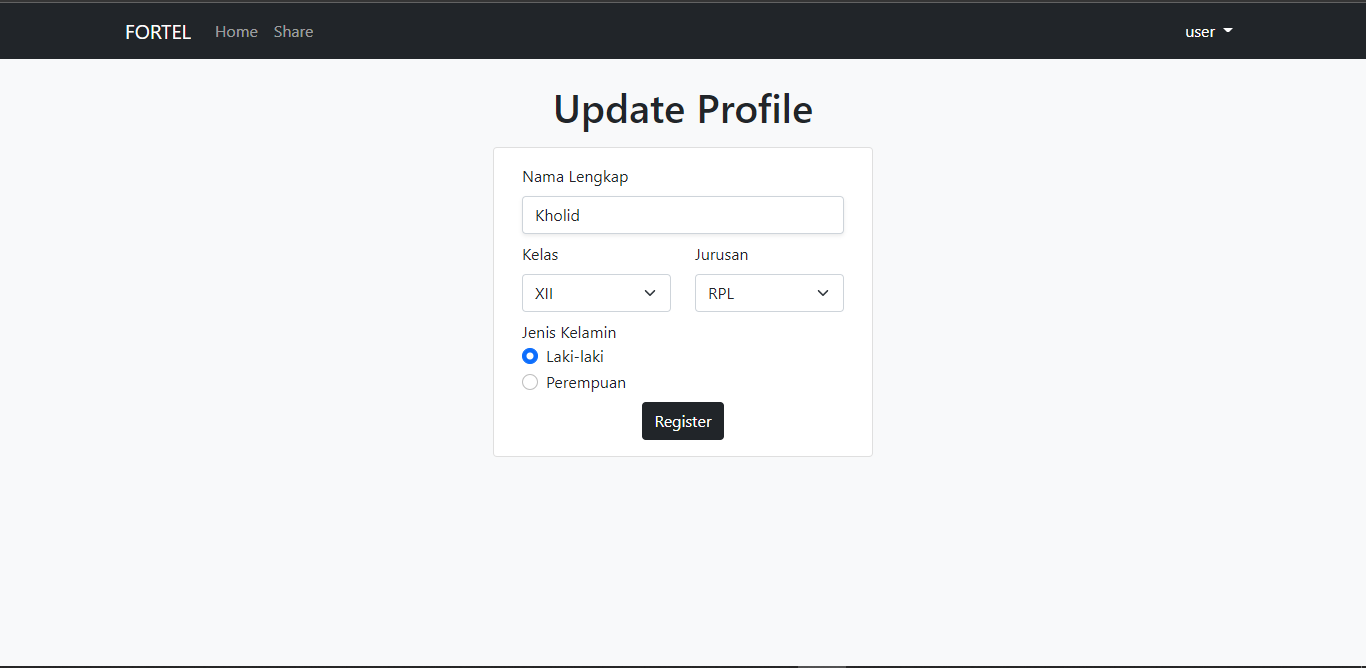 FORTEL Home Share user
Update Profile
Nama Lengkap
Kholid
Kelas Jurusan
XII RPL
Jenis Kelamin
Laki-laki
Perempuan
Register